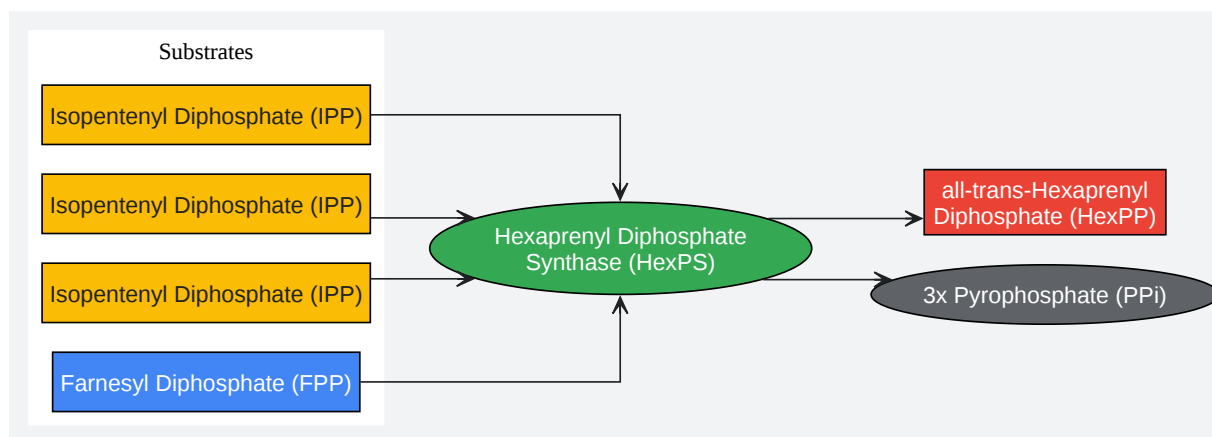 Substrates
Isopentenyl Diphosphate (IPP)
Isopentenyl Diphosphate (IPP)
Isopentenyl Diphosphate (IPP)
Farnesyl Diphosphate (FPP)
Hexaprenyl Diphosphate
Synthase (HexPS)
all-trans-Hexaprenyl
Diphosphate (HexPP)
3x Pyrophosphate (PPi)